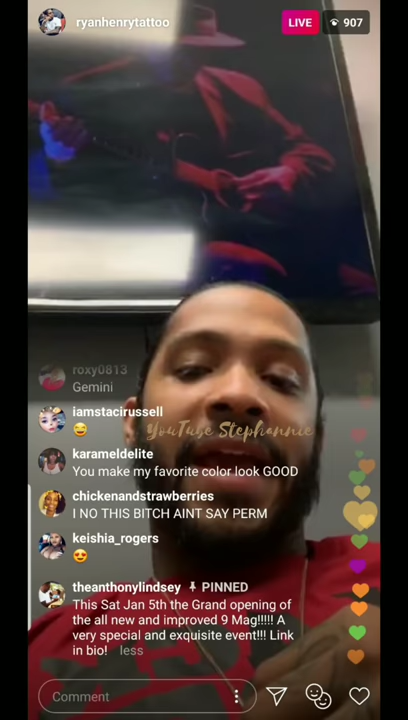 ryanhenrytattoo
LIVE
907
roxy0813
Gemini
iamstacirussell
😂
YouTube Stephannie
karameldelite
You make my favorite color look GOOD
chickenandstrawberries
I NO THIS BITCH AINT SAY PERM
keishia_rogers
😍
theanthonylindsey PINNED
This Sat Jan 5th the Grand opening of
the all new and improved 9 Mag!!!!! A
very special and exquisite event!!! Link
in bio! less
Comment